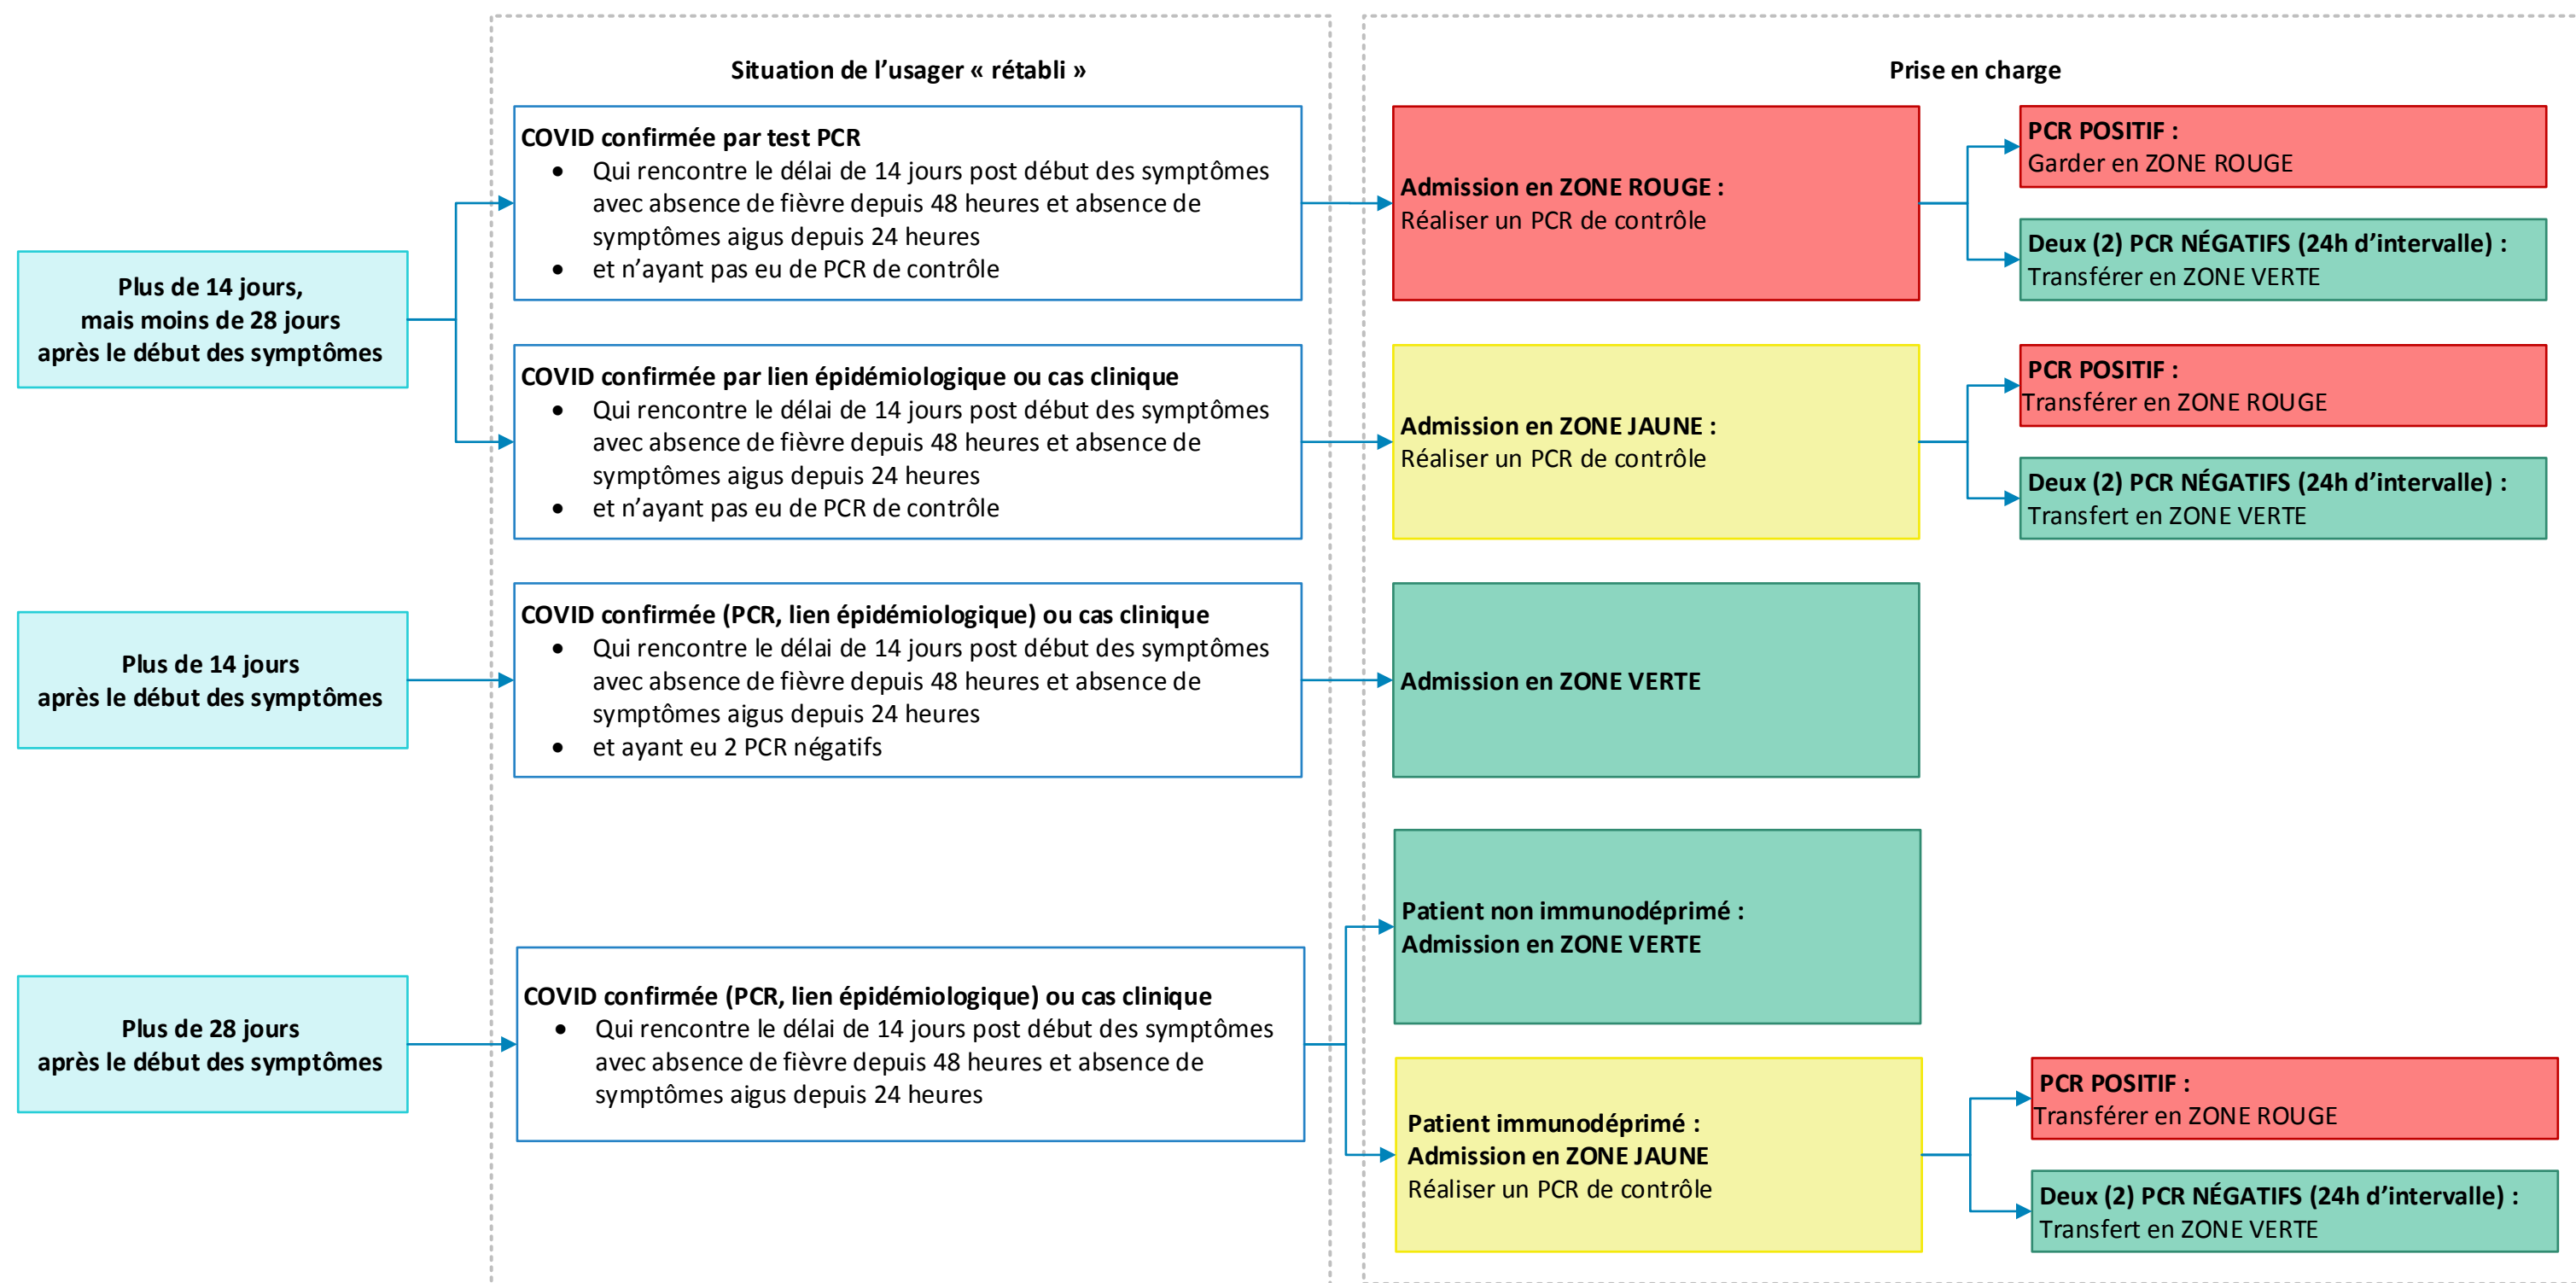 Situation de l’usager « rétabli »
Prise en charge
Plus de 14 jours,
mais moins de 28 jours
après le début des symptômes
COVID confirmée par test PCR
• Qui rencontre le délai de 14 jours post début des symptômes
avec absence de fièvre depuis 48 heures et absence de
symptômes aigus depuis 24 heures
• et n’ayant pas eu de PCR de contrôle
Admission en ZONE ROUGE :
Réaliser un PCR de contrôle
PCR POSITIF :
Garder en ZONE ROUGE
Deux (2) PCR NÉGATIFS (24h d’intervalle) :
Transférer en ZONE VERTE
COVID confirmée par lien épidémiologique ou cas clinique
• Qui rencontre le délai de 14 jours post début des symptômes
avec absence de fièvre depuis 48 heures et absence de
symptômes aigus depuis 24 heures
• et n’ayant pas eu de PCR de contrôle
Admission en ZONE JAUNE :
Réaliser un PCR de contrôle
PCR POSITIF :
Transférer en ZONE ROUGE
Deux (2) PCR NÉGATIFS (24h d’intervalle) :
Transfert en ZONE VERTE
Plus de 14 jours
après le début des symptômes
COVID confirmée (PCR, lien épidémiologique) ou cas clinique
• Qui rencontre le délai de 14 jours post début des symptômes
avec absence de fièvre depuis 48 heures et absence de
symptômes aigus depuis 24 heures
• et ayant eu 2 PCR négatifs
Admission en ZONE VERTE
Plus de 28 jours
après le début des symptômes
COVID confirmée (PCR, lien épidémiologique) ou cas clinique
• Qui rencontre le délai de 14 jours post début des symptômes
avec absence de fièvre depuis 48 heures et absence de
symptômes aigus depuis 24 heures
Patient non immunodéprimé :
Admission en ZONE VERTE
Patient immunodéprimé :
Admission en ZONE JAUNE
Réaliser un PCR de contrôle
PCR POSITIF :
Transférer en ZONE ROUGE
Deux (2) PCR NÉGATIFS (24h d’intervalle) :
Transfert en ZONE VERTE